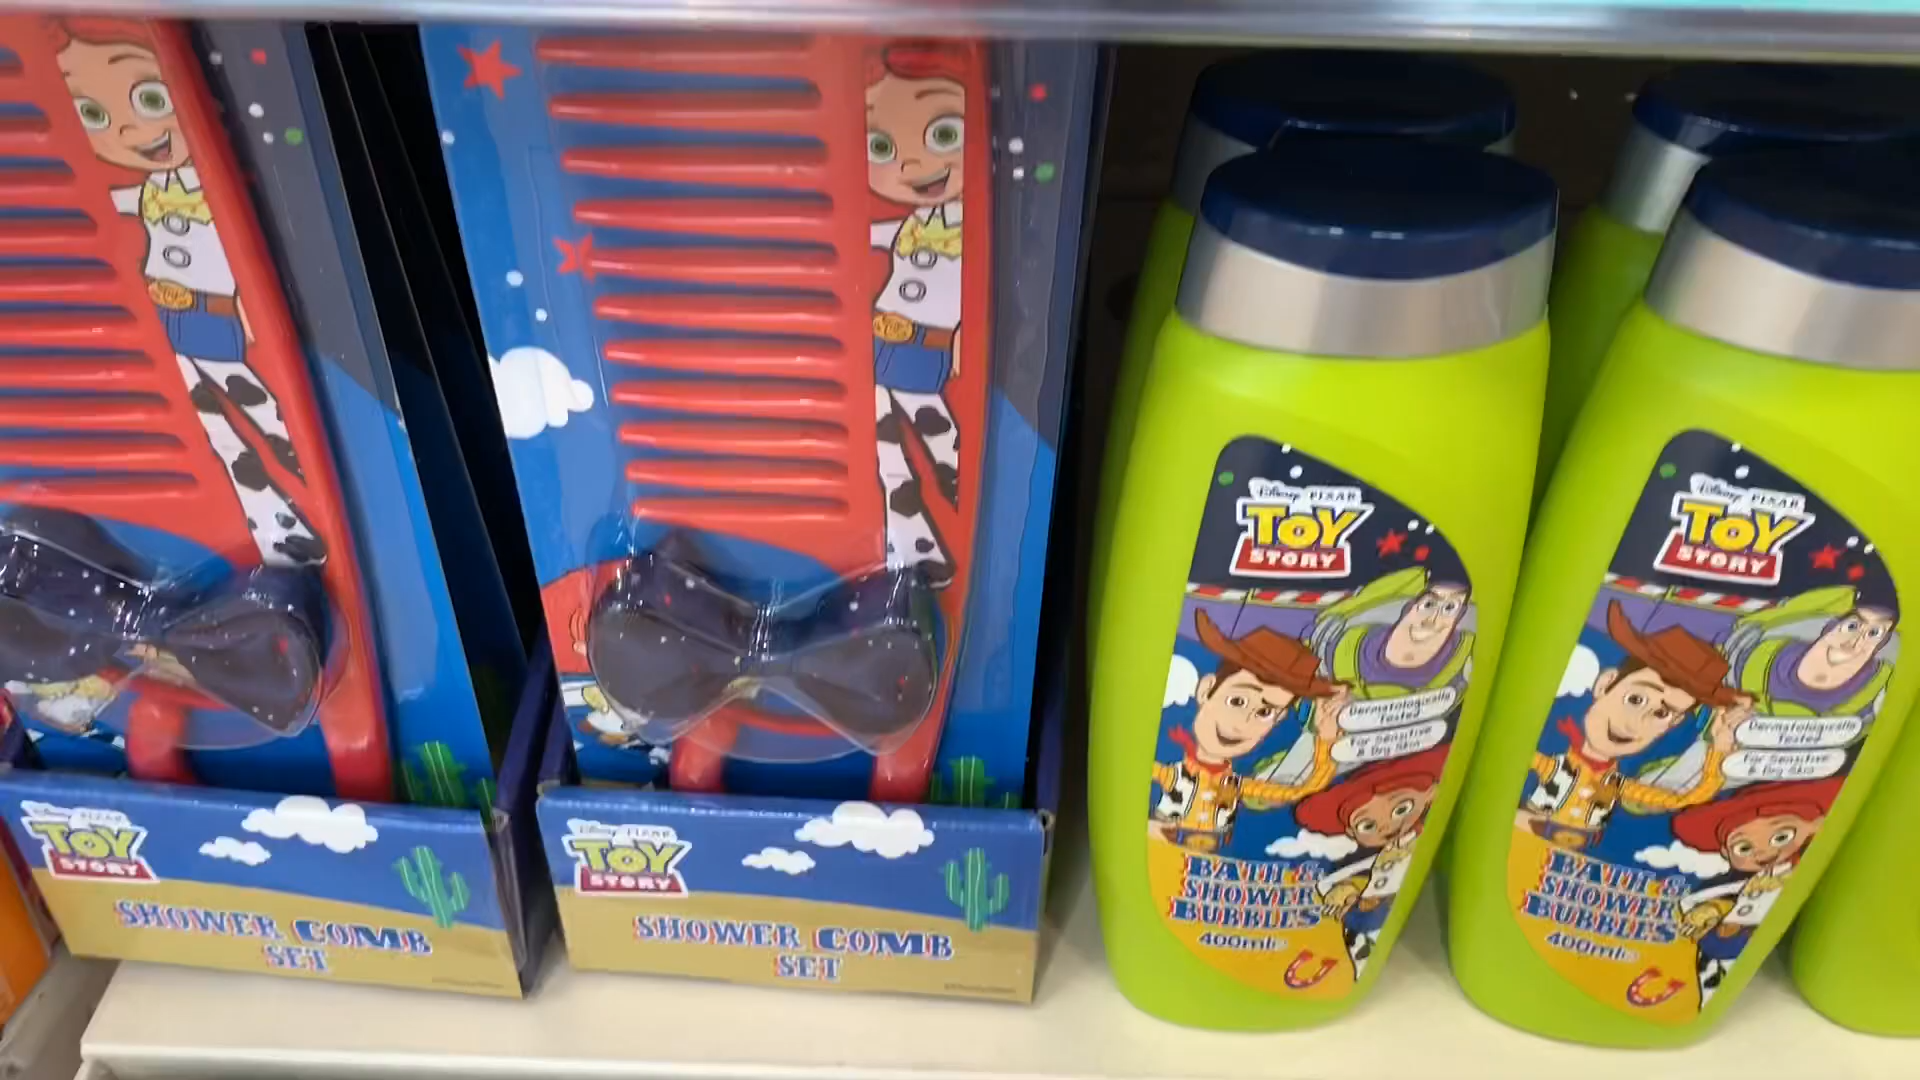 Disney PIXAR
TOY
STORY
SHOWER COMB
SET
Disney PIXAR
TOY
STORY
SHOWER COMB
SET
Disney PIXAR
TOY
STORY
Dermatologically
Tested
For Sensitive
& Dry Skin
BATH &
SHOWER
BUBBLES
400ml e
Disney PIXAR
TOY
STORY
Dermatologically
Tested
For Sensitive
& Dry Skin
BATH &
SHOWER
BUBBLES
400ml e